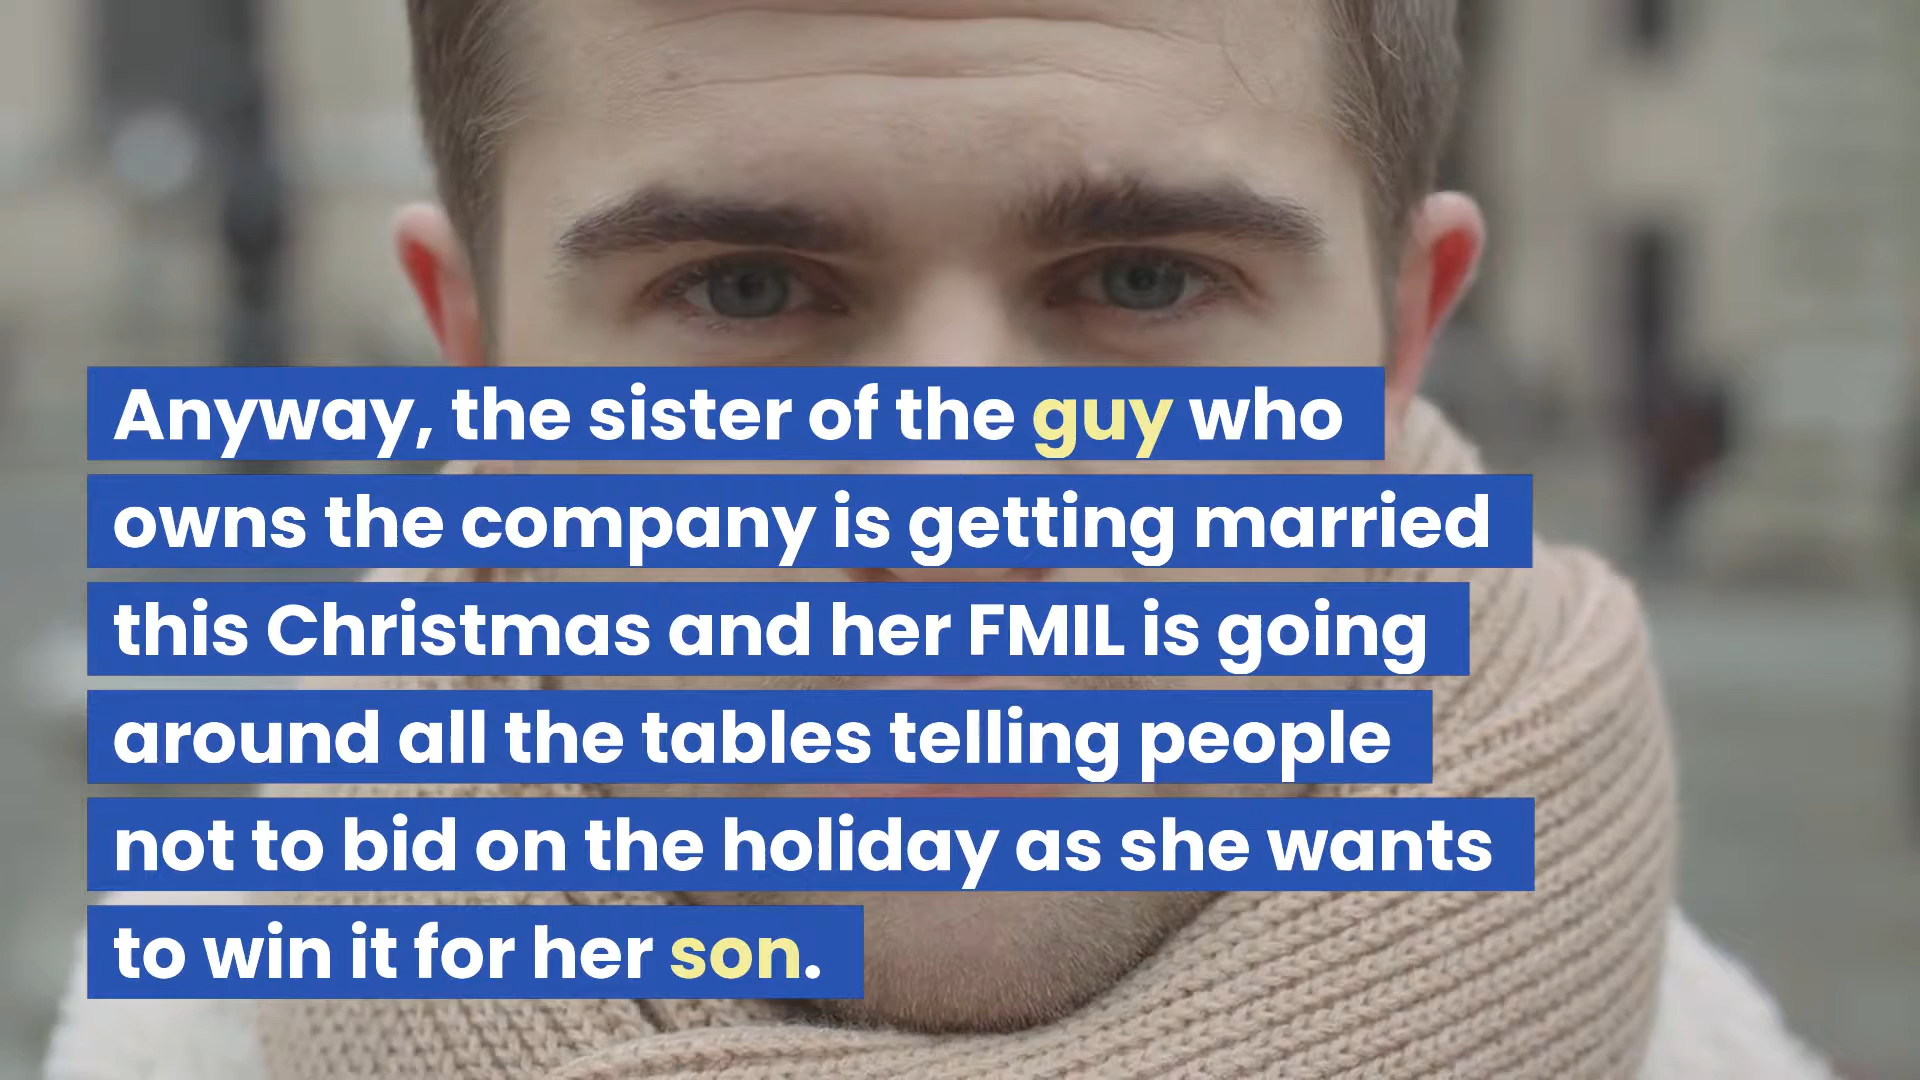 Anyway, the sister of the guy who
owns the company is getting married
this Christmas and her FMIL is going
around all the tables telling people
not to bid on the holiday as she wants
to win it for her son.